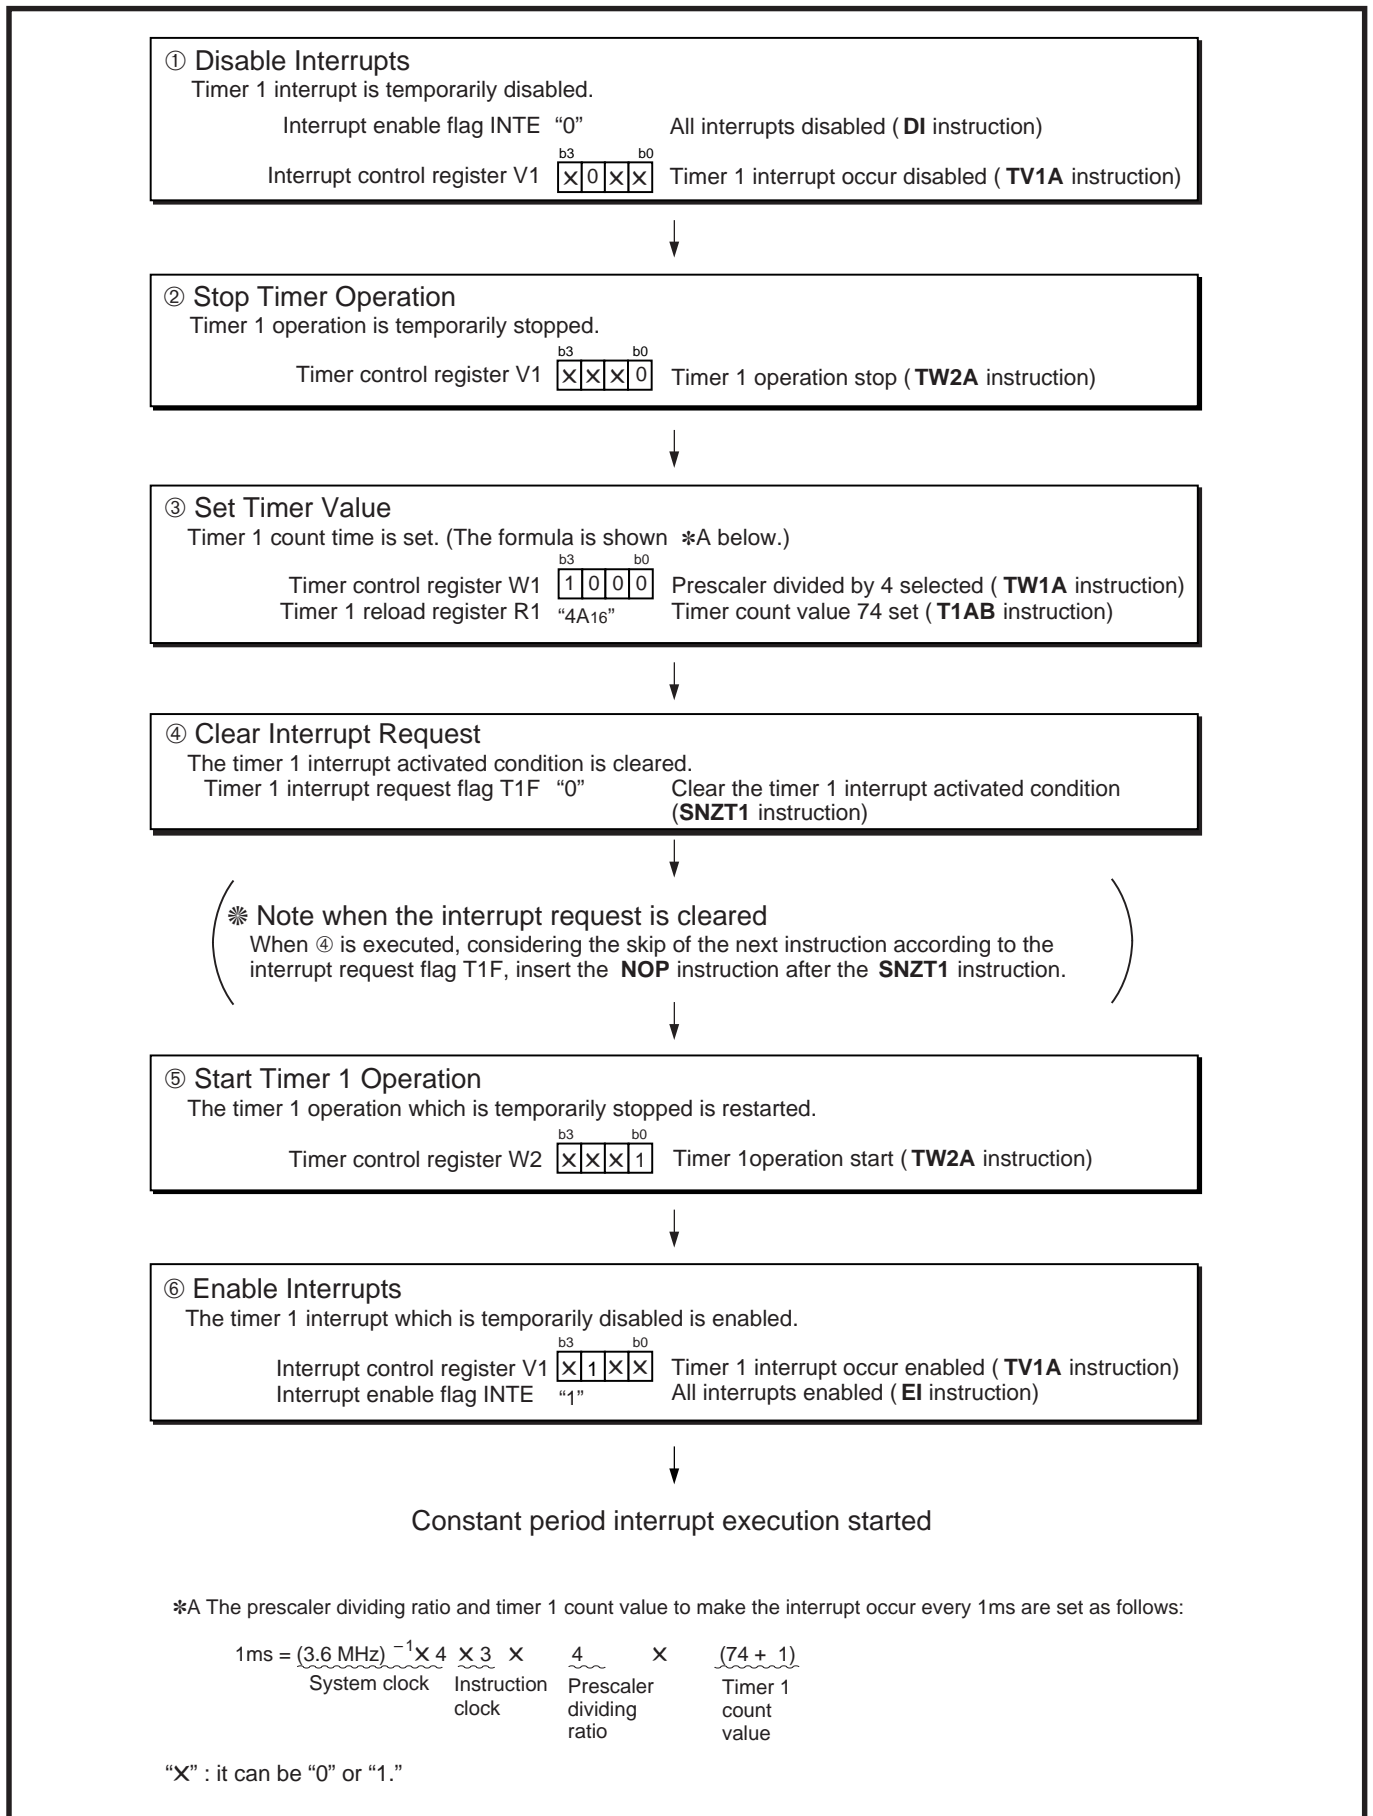 ① Disable Interrupts
Timer 1 interrupt is temporarily disabled.
Interrupt enable flag INTE “0” All interrupts disabled ( DI instruction)
b3 b0
Interrupt control register V1 X 0 X X Timer 1 interrupt occur disabled ( TV1A instruction)
② Stop Timer Operation
Timer 1 operation is temporarily stopped.
b3 b0
Timer control register V1 X X X 0 Timer 1 operation stop ( TW2A instruction)
③ Set Timer Value
Timer 1 count time is set. (The formula is shown ✽A below.)
b3 b0
Timer control register W1 1 0 0 0 Prescaler divided by 4 selected ( TW1A instruction)
Timer 1 reload register R1 “4A16” Timer count value 74 set ( T1AB instruction)
④ Clear Interrupt Request
The timer 1 interrupt activated condition is cleared.
Timer 1 interrupt request flag T1F “0” Clear the timer 1 interrupt activated condition
(SNZT1 instruction)
❊ Note when the interrupt request is cleared
When ④ is executed, considering the skip of the next instruction according to the
interrupt request flag T1F, insert the NOP instruction after the SNZT1 instruction.
⑤ Start Timer 1 Operation
The timer 1 operation which is temporarily stopped is restarted.
b3 b0
Timer control register W2 X X X 1 Timer 1operation start ( TW2A instruction)
⑥ Enable Interrupts
The timer 1 interrupt which is temporarily disabled is enabled.
b3 b0
Interrupt control register V1 X 1 X X Timer 1 interrupt occur enabled ( TV1A instruction)
Interrupt enable flag INTE “1” All interrupts enabled ( EI instruction)
Constant period interrupt execution started
✽A The prescaler dividing ratio and timer 1 count value to make the interrupt occur every 1ms are set as follows:
1ms = (3.6 MHz) –1 X 4 X 3 X 4 X (74 + 1)
System clock Instruction Prescaler Timer 1
clock dividing count
ratio value
“X” : it can be “0” or “1.”